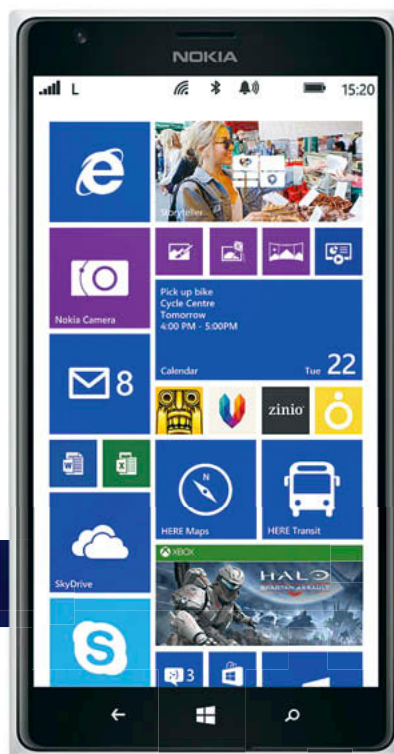 NOKIA
L
15:20
Storyteller
Nokia Camera
Pick up bike
Cycle Centre
Tomorrow
4:00 PM - 5:00PM
Calendar
Tue 22
8
zinio
HERE Maps
HERE Transit
SkyDrive
XBOX
HALO
SPARTAN ASSAULT
S
3